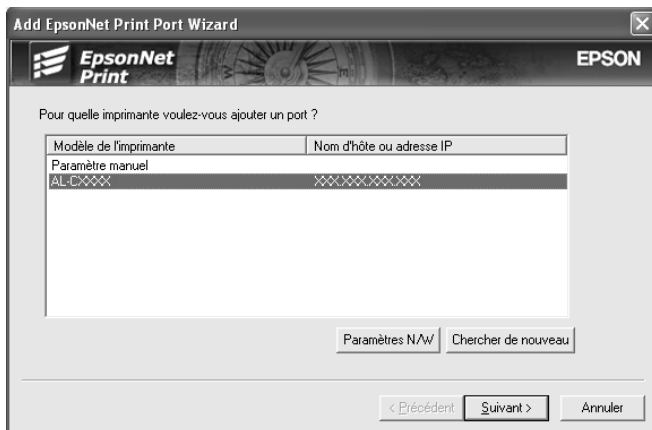 Add EpsonNet Print Port Wizard
EpsonNet
Print
EPSON
Pour quelle imprimante voulez-vous ajouter un port ?
Modèle de l'imprimante Nom d'hôte ou adresse IP
Paramètre manuel
AL-CXXXX XXX.XXX.XXX.XXX
Paramètres N/W Chercher de nouveau
< Précédent Suivant > Annuler